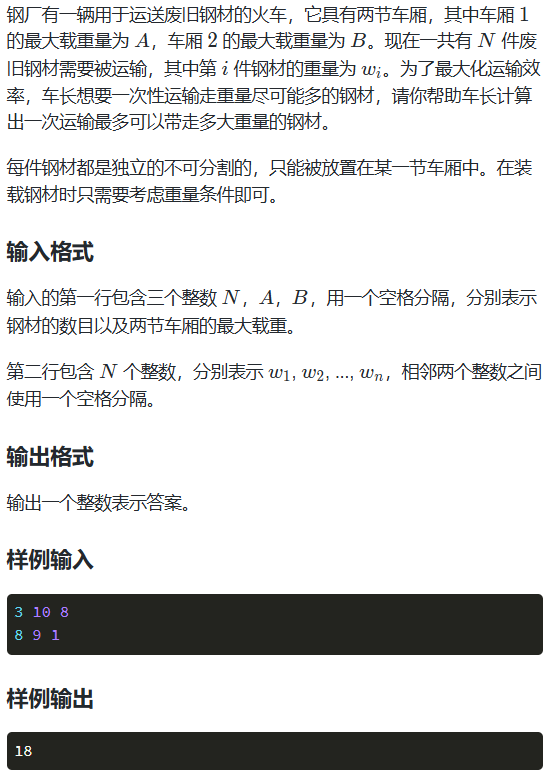 钢厂有一辆用于运送废旧钢材的火车，它具有两节车厢，其中车厢 1
的最大载重量为 A，车厢 2 的最大载重量为 B。现在一共有 N 件废
旧钢材需要被运输，其中第 i 件钢材的重量为 wi。为了最大化运输效
率，车长想要一次性运输走重量尽可能多的钢材，请你帮助车长计算
出一次运输最多可以带走多大重量的钢材。
每件钢材都是独立的不可分割的，只能被放置在某一节车厢中。在装
载钢材时只需要考虑重量条件即可。
输入格式
输入的第一行包含三个整数 N，A，B，用一个空格分隔，分别表示
钢材的数目以及两节车厢的最大载重。
第二行包含 N 个整数，分别表示 w1, w2, ..., wn，相邻两个整数之间
使用一个空格分隔。
输出格式
输出一个整数表示答案。
样例输入
3 10 8
8 9 1
样例输出
18